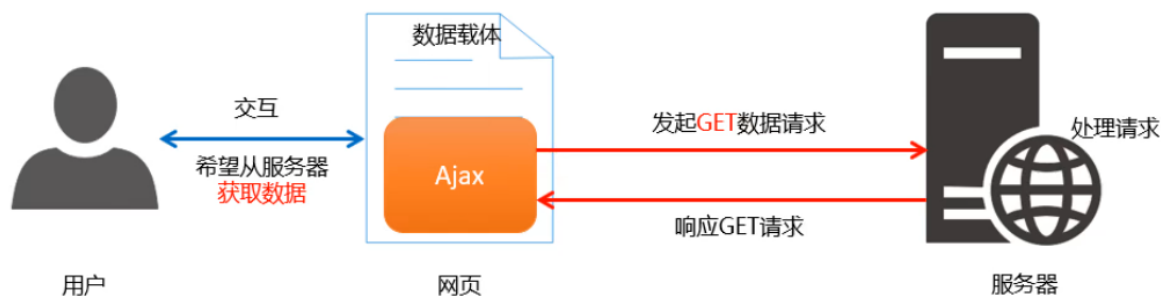 数据载体
交互
希望从服务器
获取数据
Ajax
发起GET数据请求
响应GET请求
处理请求
用户
网页
服务器